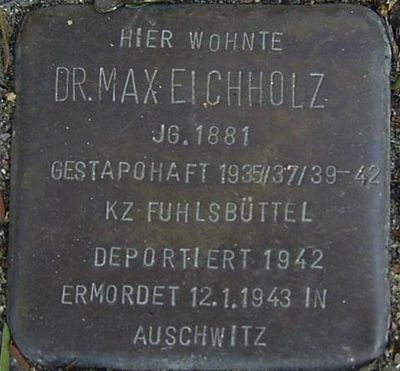 HIER WOHNTE
DR. MAX EICHHOLZ
JG. 1881
GESTAPOHAFT 1935/37/39-42
KZ FUHLSBÜTTEL
DEPORTIERT 1942
ERMORDET 12.1.1943 IN
AUSCHWITZ